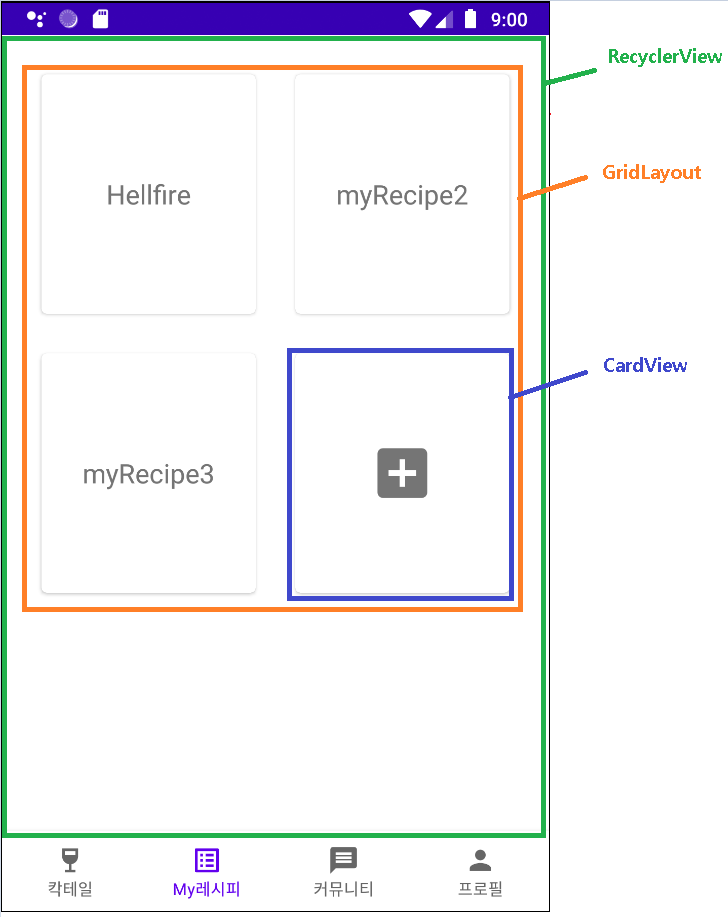 9:00
RecyclerView
Hellfire
myRecipe2
GridLayout
CardView
myRecipe3
칵테일
My레시피
커뮤니티
프로필